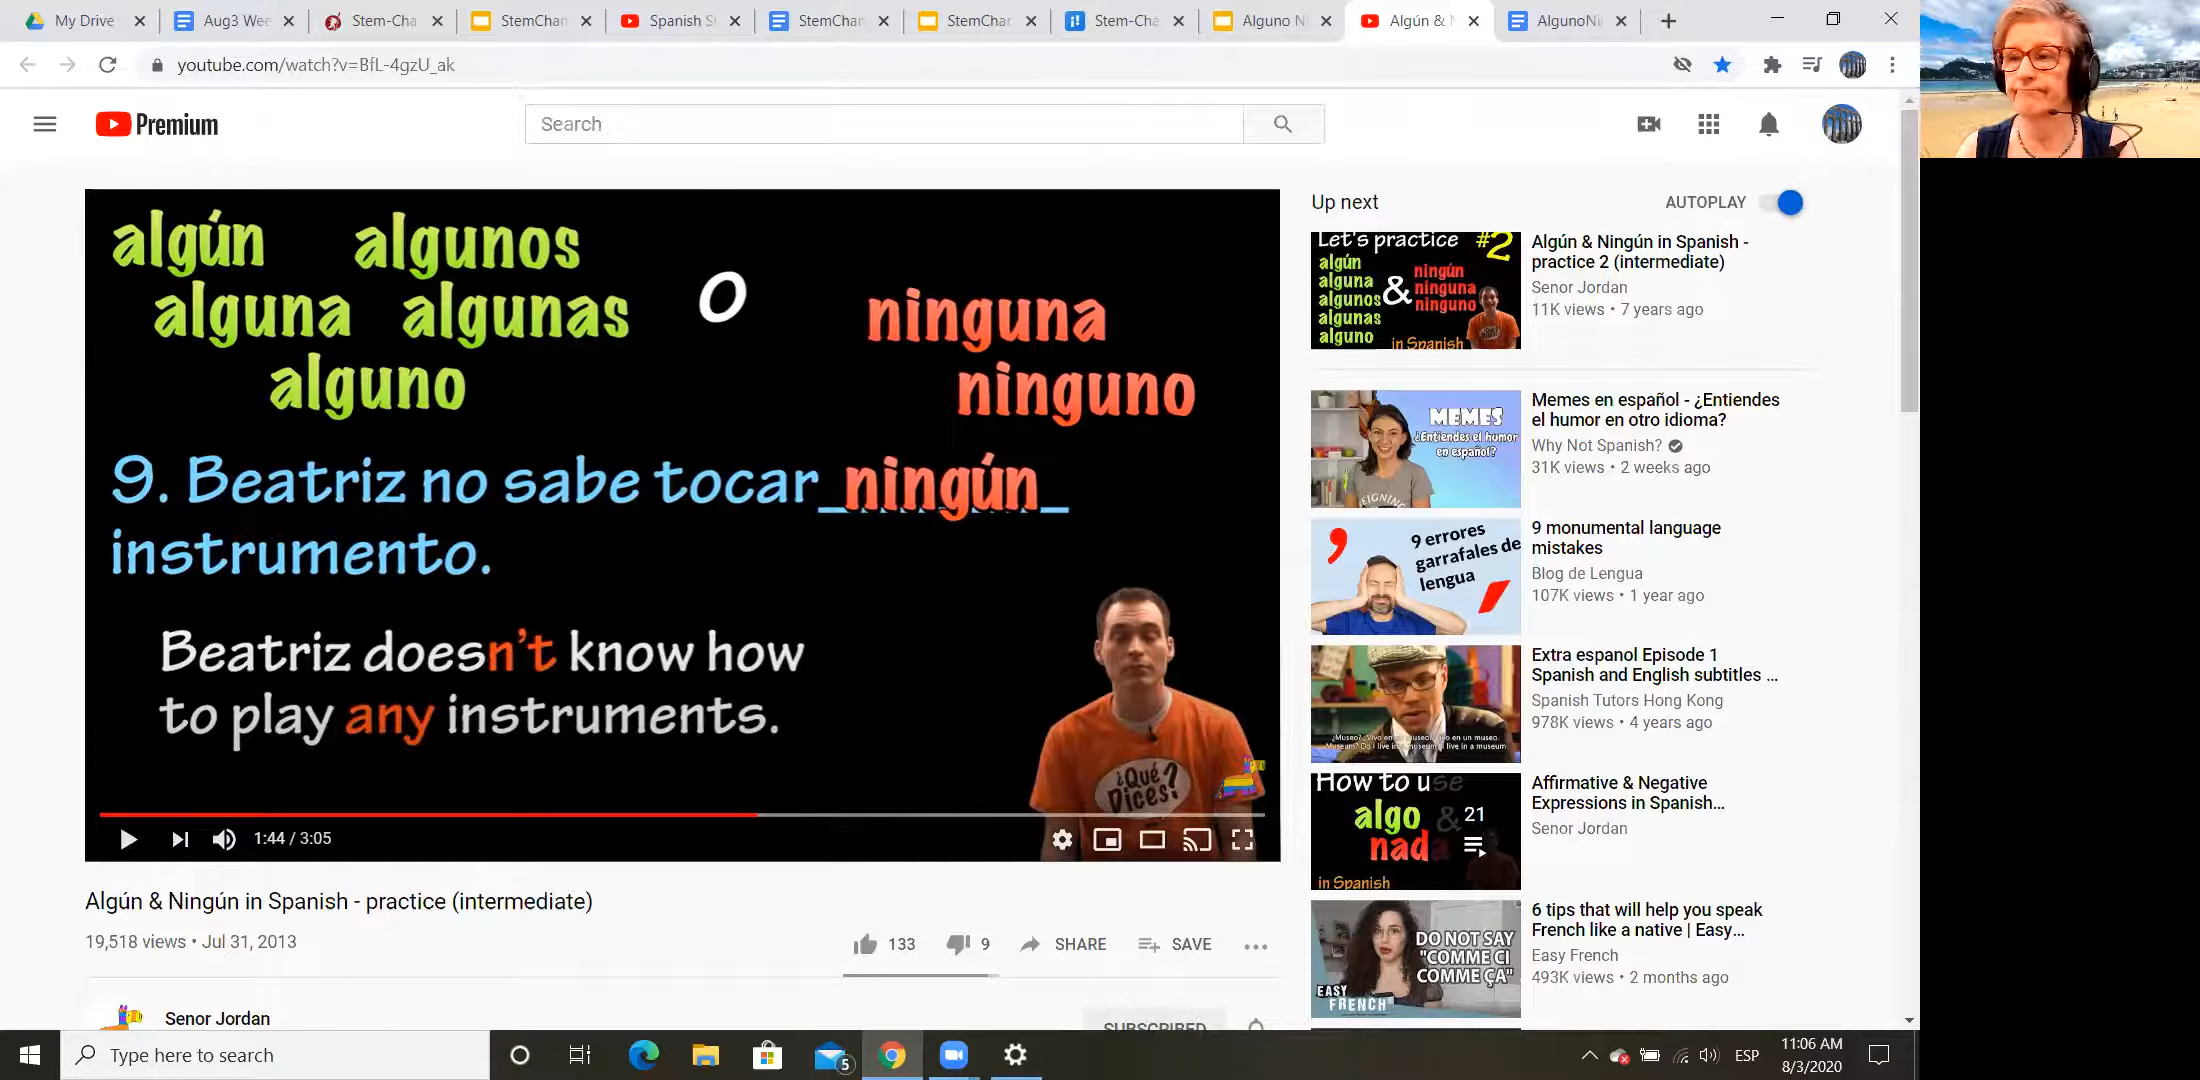 My Drive
Aug3 Wee
Stem-Cha
StemChan
Spanish S
StemChan
StemChar
Stem-Cha
Alguno N
Algún &
AlgunoNi
youtube.com/watch?v=BfL-4gzU_ak
Premium
Search
algún algunos
alguna algunas o ninguna
alguno ninguno
9. Beatriz no sabe tocar ningún
instrumento.
Beatriz doesn't know how
to play any instruments.
¿Qué
Dices?
1:44 / 3:05
Algún & Ningún in Spanish - practice (intermediate)
19,518 views • Jul 31, 2013
133
9
SHARE
SAVE
Senor Jordan
SUBSCRIBED
Up next
AUTOPLAY
Let's practice #2
algún
alguna
algunos
algunas
alguno
&
ningún
ninguna
ninguno
in Spanish
Algún & Ningún in Spanish -
practice 2 (intermediate)
Senor Jordan
11K views • 7 years ago
MEMES
¿Entiendes el humor
en español?
Memes en español - ¿Entiendes
el humor en otro idioma?
Why Not Spanish?
31K views • 2 weeks ago
9 errores
garrafales de
lengua
9 monumental language
mistakes
Blog de Lengua
107K views • 1 year ago
Extra espanol Episode 1
Spanish and English subtitles ...
Spanish Tutors Hong Kong
978K views • 4 years ago
How to use
algo &
nada
in Spanish
21
Affirmative & Negative
Expressions in Spanish...
Senor Jordan
DO NOT SAY
"COMME CI
COMME ÇA"
EASY
FRENCH
6 tips that will help you speak
French like a native | Easy...
Easy French
493K views • 2 months ago
Type here to search
5
ESP
11:06 AM
8/3/2020